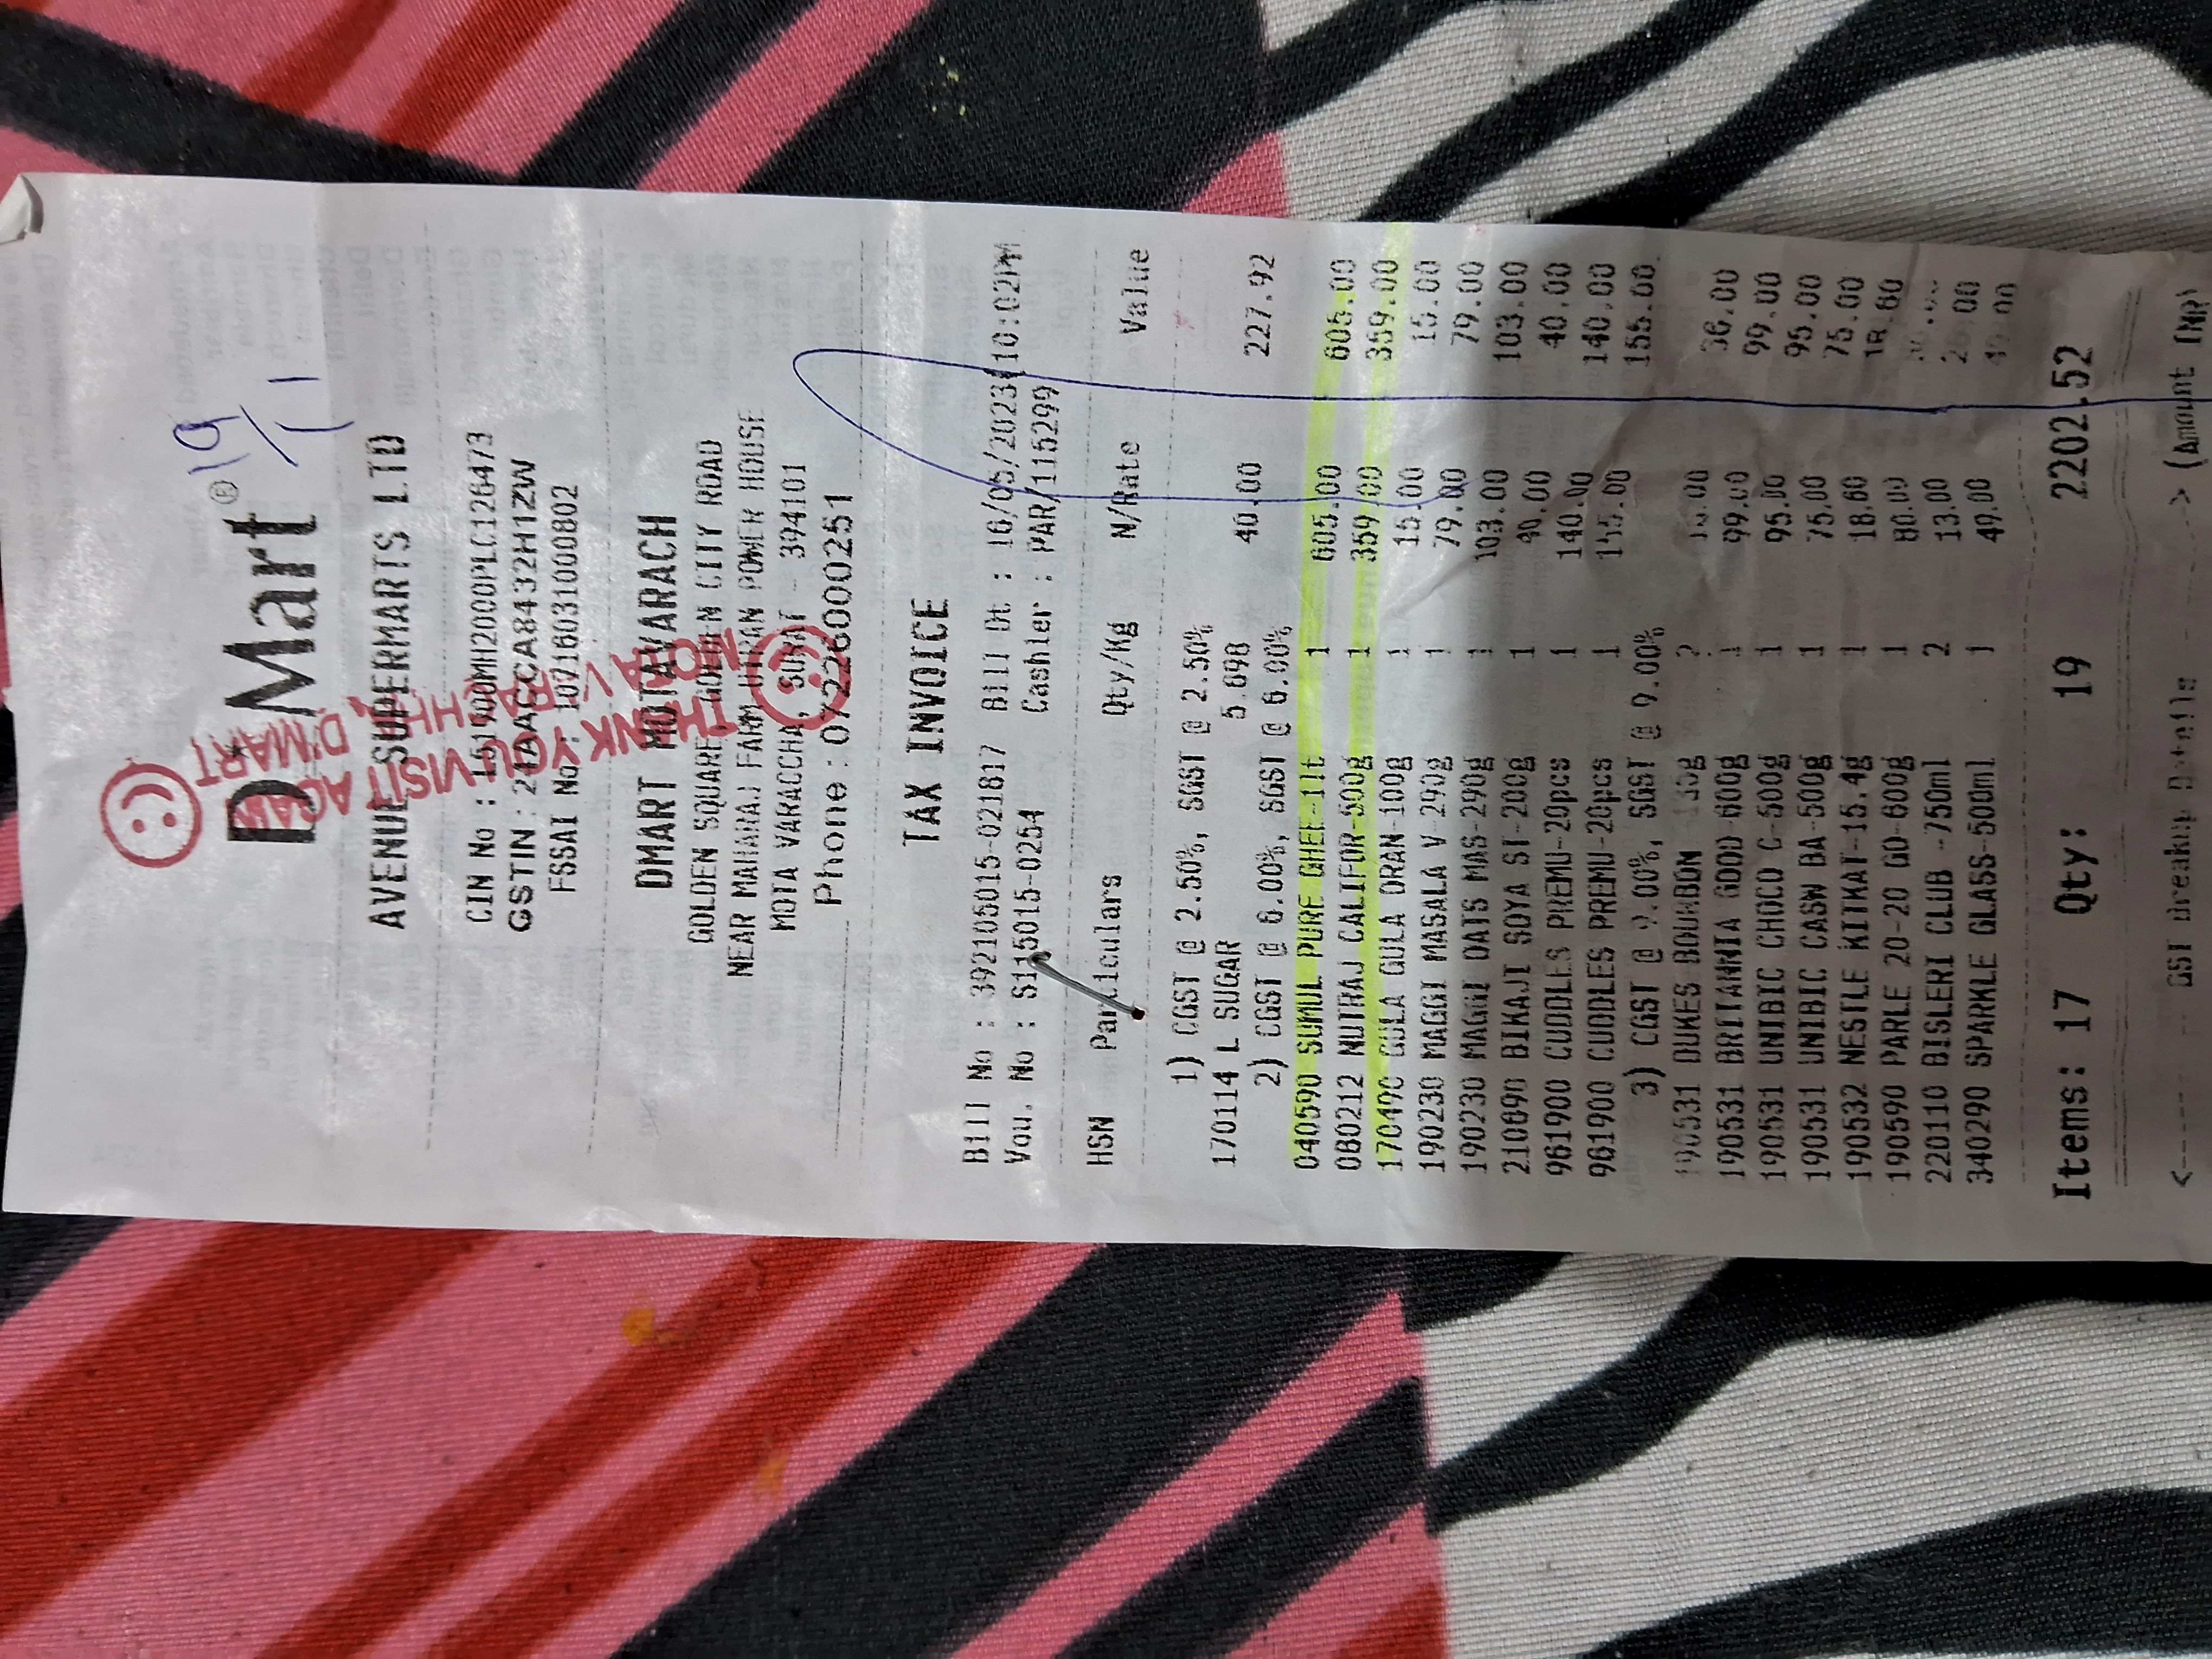 D Mart®
19
11
AVENUE SUPERMARTS LTD
CIN No : L51900MH2000PLC126473
GSTIN : 24AACCA8432H1ZW
FSSAI No : 10716031000802
THANK YOU VISIT AGAIN
MOTA VARACHHA, D'MART
DMART MOTAVARACH
GOLDEN SQUARE, GOLDEN CITY ROAD
NEAR MAHARAJ FARM-UTRAN POWER HOUSE
MOTA VARACCHA, SURAT - 394101
Phone : 07226000251
TAX INVOICE
Bill No : 392105015-021817 Bill Dt : 16/05/2023 10:02PM
Vou. No : S115015-0254 Cashier : PAR/115299
HSN Particulars Qty/Kg N/Rate Value
1) CGST @ 2.50%, SGST @ 2.50%
170114 L SUGAR 5.698 40.00 227.92
2) CGST @ 6.00%, SGST @ 6.00%
040590 SUMUL PURE GHEE-1lt 1 605.00 605.00
080212 NUTRAJ CALIFOR-500g 1 359.00 359.00
170490 GULA GULA ORAN-100g 1 15.00 15.00
190230 MAGGI MASALA V-290g 1 79.00 79.00
190230 MAGGI OATS MAS-290g 1 103.00 103.00
210690 BIKAJI SOYA ST-200g 1 40.00 40.00
961900 CUDDLES PREMU-20pcs 1 140.00 140.00
961900 CUDDLES PREMU-20pcs 1 155.00 155.00
3) CGST @ 9.00%, SGST @ 9.00%
190531 DUKES BOURBON 2 36.00
190531 BRITANNIA GOOD-600g 1 99.00 99.00
190531 UNIBIC CHOCO C-500g 1 95.00 95.00
190531 UNIBIC CASW BA-500g 1 75.00 75.00
190532 NESTLE KITKAT-15.4g 1 18.60 18.60
190590 PARLE 20-20 GO-600g 1 80.00
220110 BISLERI CLUB -750ml 2 13.00 26.00
340290 SPARKLE GLASS-500ml 1 49.00 49.00
Items: 17 Qty: 19 2202.52
<------ GST Breakup Details ------> (Amount INR)